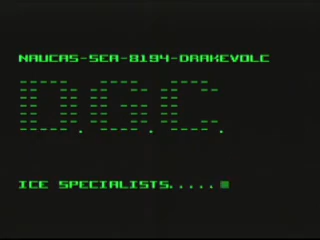 NAUCAS-SEA-8194-DRAKEVOLC
D.G.C.
ICE SPECIALISTS.....